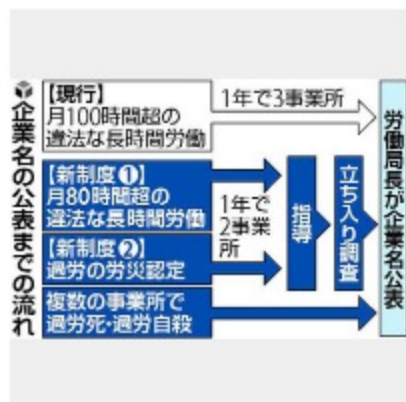 企業名の公表までの流れ
【現行】
月100時間超の
違法な長時間労働
1年で3事業所
【新制度❶】
月80時間超の
違法な長時間労働
【新制度❷】
過労の労災認定
1年で
2事業
所
指導
立ち入り調査
複数の事業所で
過労死・過労自殺
労働局長が企業名公表